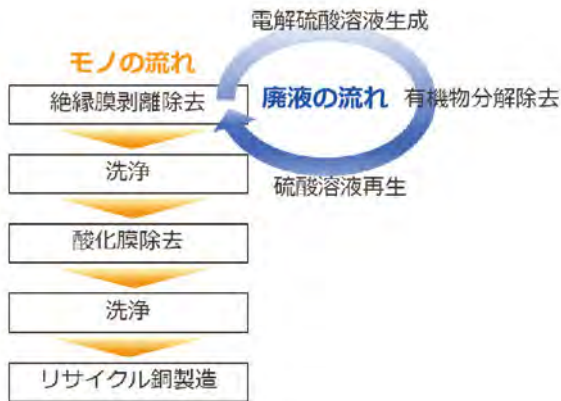 電解硫酸溶液生成
モノの流れ
絶縁膜剥離除去
廃液の流れ
有機物分解除去
洗浄
硫酸溶液再生
酸化膜除去
洗浄
リサイクル銅製造